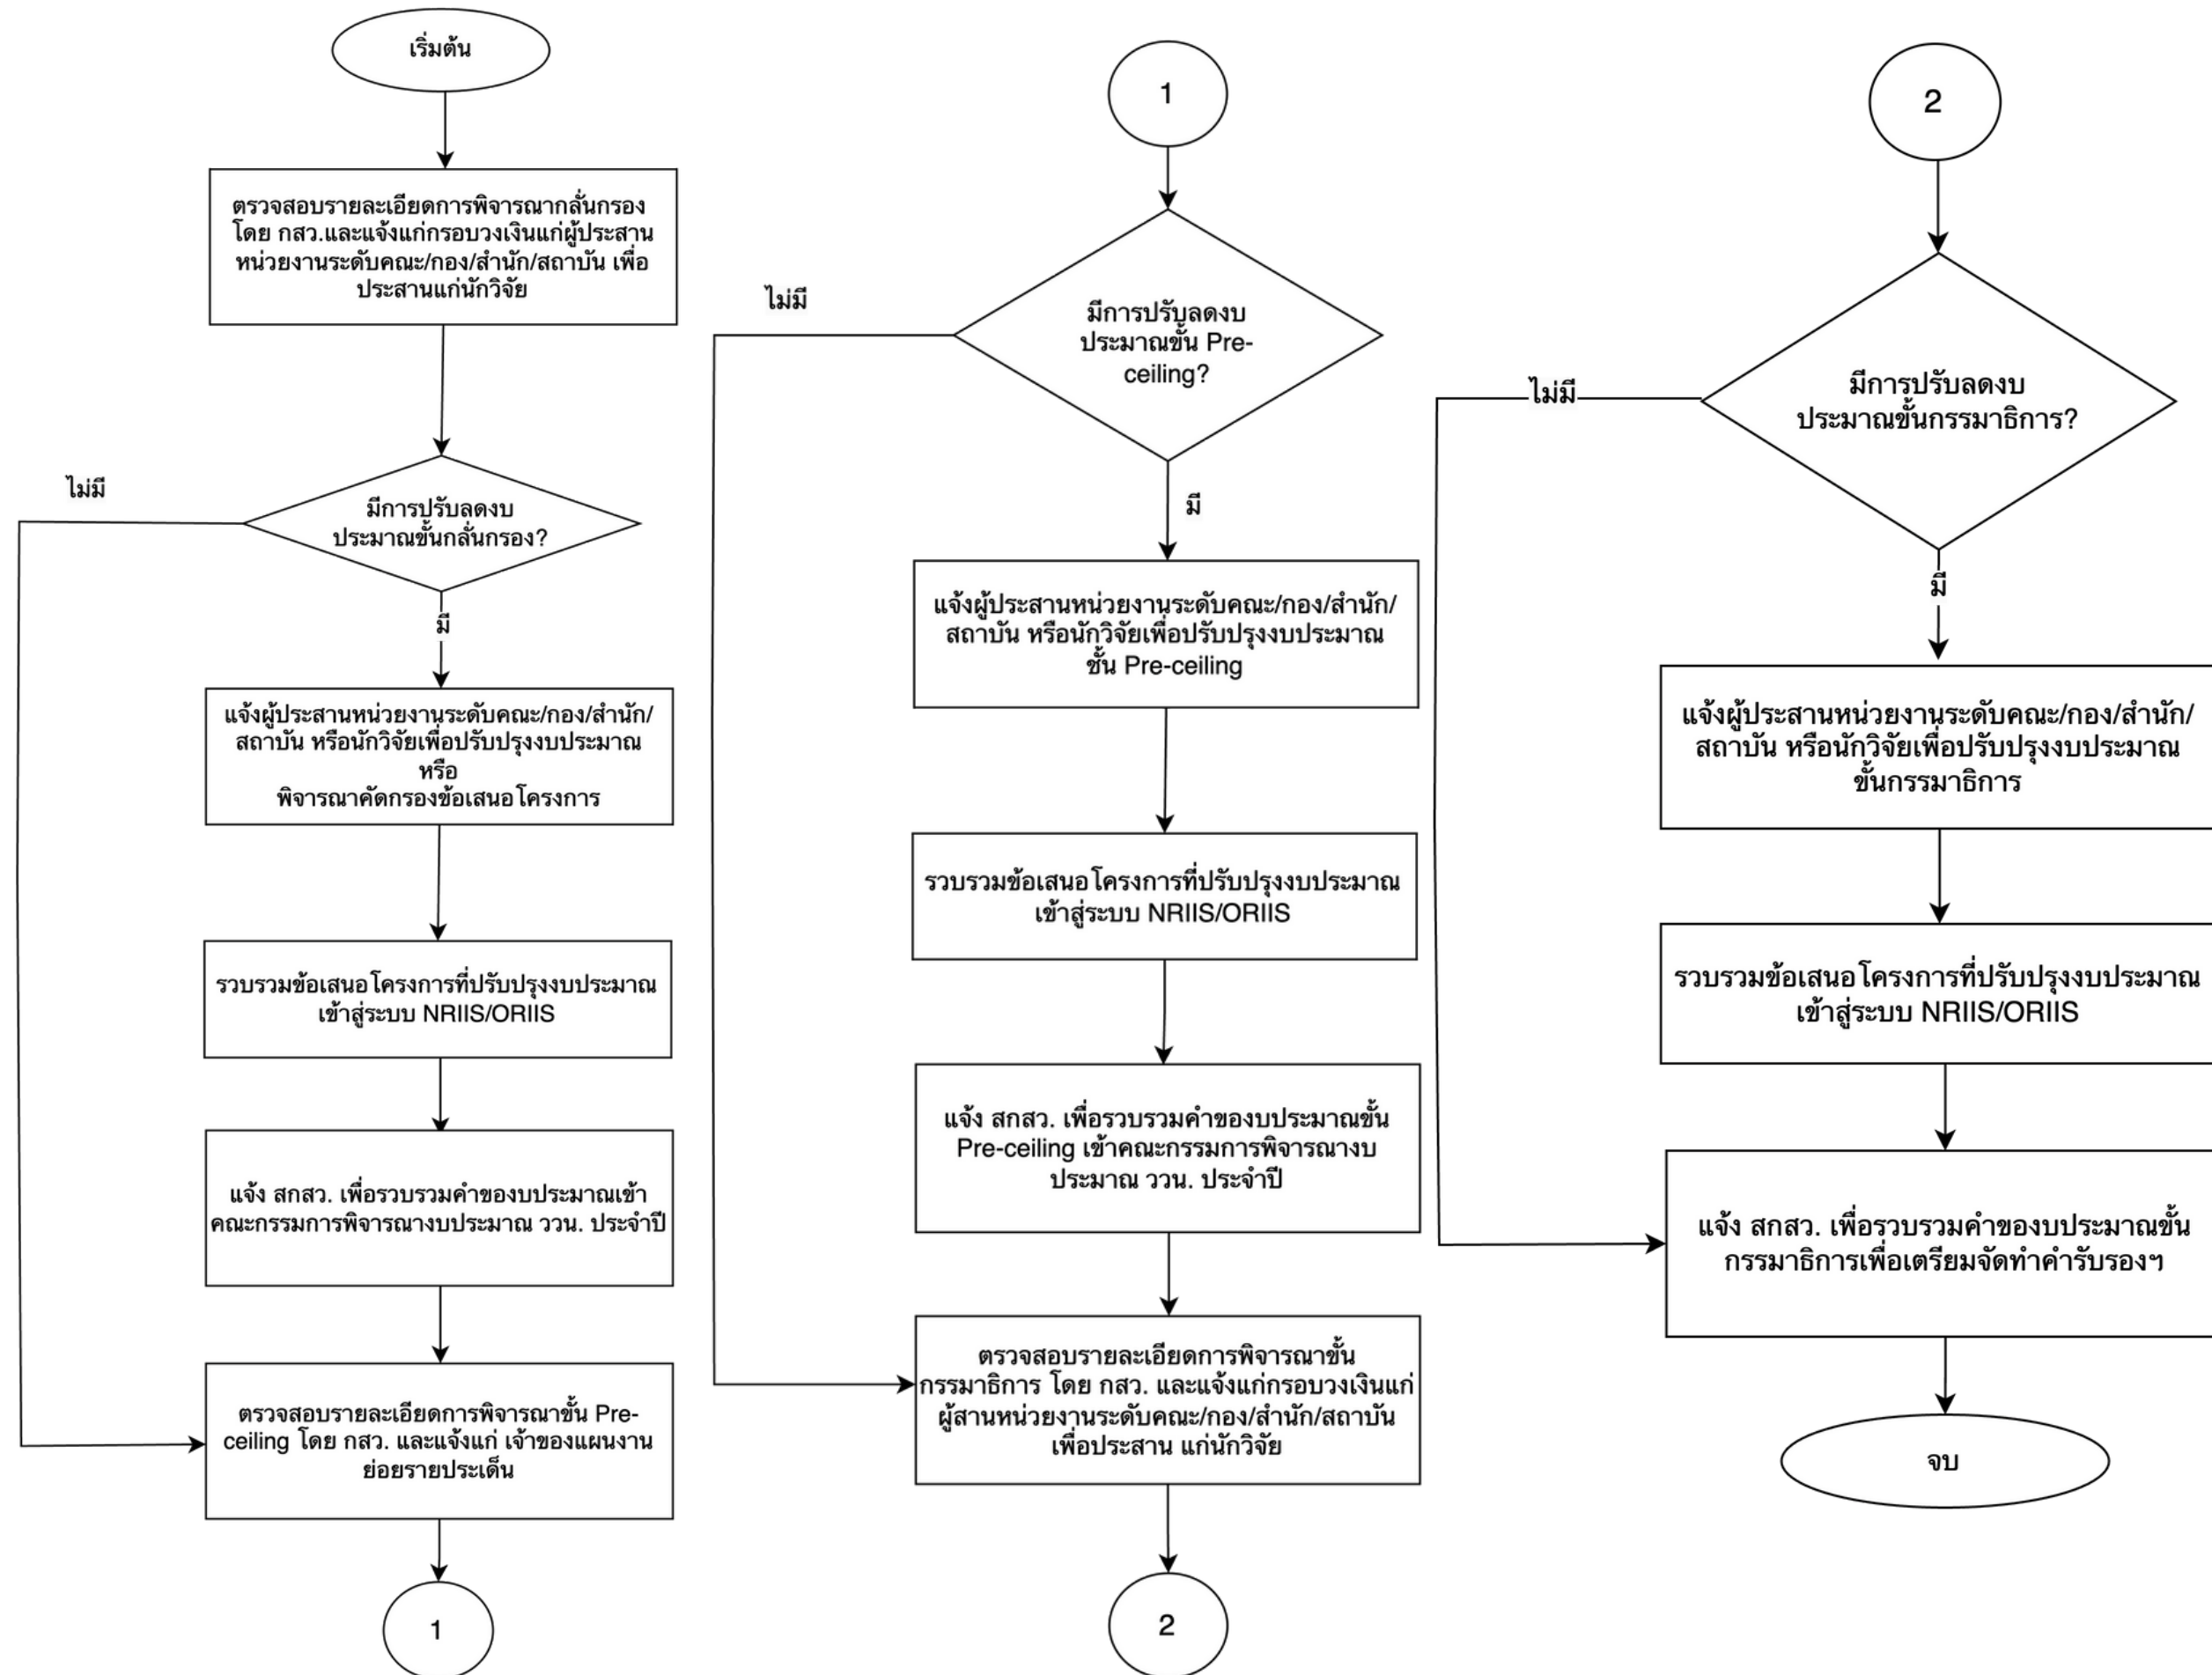 เริ่มต้น
ตรวจสอบรายละเอียดการพิจารณากลั่นกรอง
โดย กสว.และแจ้งแก่กรอบวงเงินแก่ผู้ประสาน
หน่วยงานระดับคณะ/กอง/สำนัก/สถาบัน เพื่อ
ประสานแก่นักวิจัย
ไม่มี
มีการปรับลดงบ
ประมาณขั้นกลั่นกรอง?
มี
แจ้งผู้ประสานหน่วยงานระดับคณะ/กอง/สำนัก/
สถาบัน หรือนักวิจัยเพื่อปรับปรุงงบประมาณ
หรือ
พิจารณาคัดกรองข้อเสนอโครงการ
รวบรวมข้อเสนอโครงการที่ปรับปรุงงบประมาณ
เข้าสู่ระบบ NRIIS/ORIIS
แจ้ง สกสว. เพื่อรวบรวมคำของบประมาณเข้า
คณะกรรมการพิจารณางบประมาณ ววน. ประจำปี
ตรวจสอบรายละเอียดการพิจารณาขั้น Pre-
ceiling โดย กสว. และแจ้งแก่ เจ้าของแผนงาน
ย่อยรายประเด็น
1
1
ไม่มี
มีการปรับลดงบ
ประมาณขั้น Pre-
ceiling?
มี
แจ้งผู้ประสานหน่วยงานระดับคณะ/กอง/สำนัก/
สถาบัน หรือนักวิจัยเพื่อปรับปรุงงบประมาณ
ชั้น Pre-ceiling
รวบรวมข้อเสนอโครงการที่ปรับปรุงงบประมาณ
เข้าสู่ระบบ NRIIS/ORIIS
แจ้ง สกสว. เพื่อรวบรวมคำของบประมาณขั้น
Pre-ceiling เข้าคณะกรรมการพิจารณางบ
ประมาณ ววน. ประจำปี
ตรวจสอบรายละเอียดการพิจารณาขั้น
กรรมาธิการ โดย กสว. และแจ้งแก่กรอบวงเงินแก่
ผู้สานหน่วยงานระดับคณะ/กอง/สำนัก/สถาบัน
เพื่อประสาน แก่นักวิจัย
2
2
ไม่มี
มีการปรับลดงบ
ประมาณขั้นกรรมาธิการ?
มี
แจ้งผู้ประสานหน่วยงานระดับคณะ/กอง/สำนัก/
สถาบัน หรือนักวิจัยเพื่อปรับปรุงงบประมาณ
ขั้นกรรมาธิการ
รวบรวมข้อเสนอโครงการที่ปรับปรุงงบประมาณ
เข้าสู่ระบบ NRIIS/ORIIS
แจ้ง สกสว. เพื่อรวบรวมคำของบประมาณขั้น
กรรมาธิการเพื่อเตรียมจัดทำคำรับรองฯ
จบ